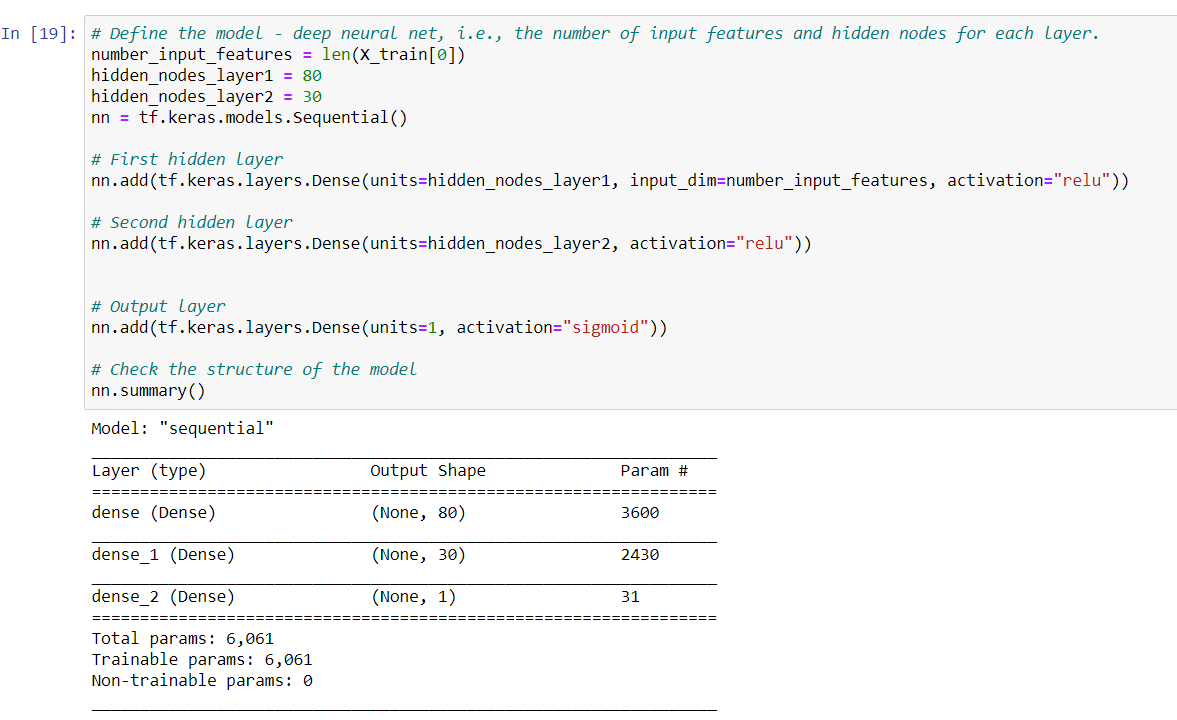 In [19]: # Define the model - deep neural net, i.e., the number of input features and hidden nodes for each layer.
number_input_features = len(X_train[0])
hidden_nodes_layer1 = 80
hidden_nodes_layer2 = 30
nn = tf.keras.models.Sequential()
# First hidden layer
nn.add(tf.keras.layers.Dense(units=hidden_nodes_layer1, input_dim=number_input_features, activation="relu"))
# Second hidden layer
nn.add(tf.keras.layers.Dense(units=hidden_nodes_layer2, activation="relu"))
# Output layer
nn.add(tf.keras.layers.Dense(units=1, activation="sigmoid"))
# Check the structure of the model
nn.summary()
Model: "sequential"
Layer (type) Output Shape Param #
dense (Dense) (None, 80) 3600
dense_1 (Dense) (None, 30) 2430
dense_2 (Dense) (None, 1) 31
Total params: 6,061
Trainable params: 6,061
Non-trainable params: 0